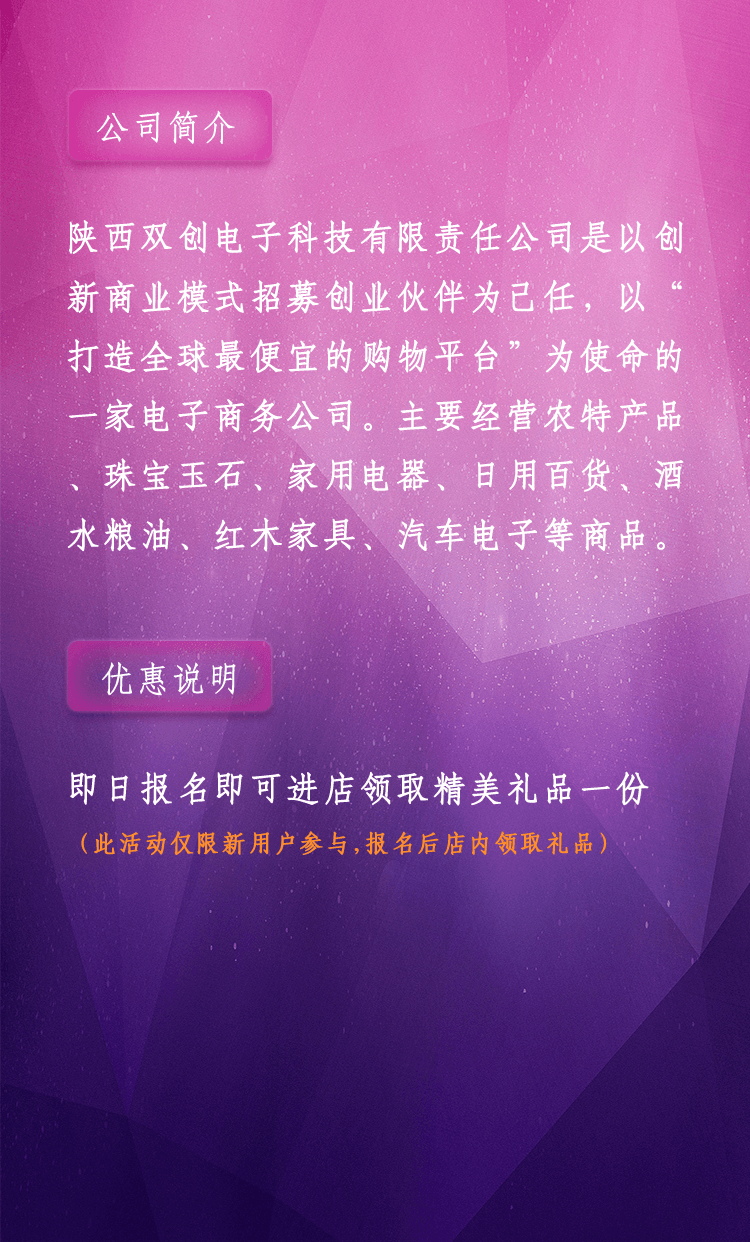 公司简介
陕西双创电子科技有限责任公司是以创
新商业模式招募创业伙伴为己任，以“
打造全球最便宜的购物平台”为使命的
一家电子商务公司。主要经营农特产品
、珠宝玉石、家用电器、日用百货、酒
水粮油、红木家具、汽车电子等商品。
优惠说明
即日报名即可进店领取精美礼品一份
（此活动仅限新用户参与,报名后店内领取礼品）